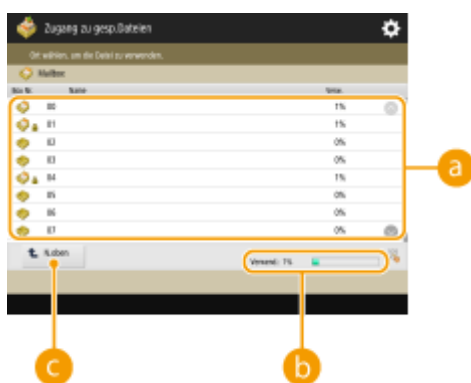 Zugang zu gesp.Dateien
Ort wählen, um die Datei zu verwenden.
Mailbox
Box Nr. Name Verw.
00 1%
01 1%
02 0%
03 0%
04 1%
05 0%
06 0%
07 0%
N.oben
Verwend.: 1%
a
b
c